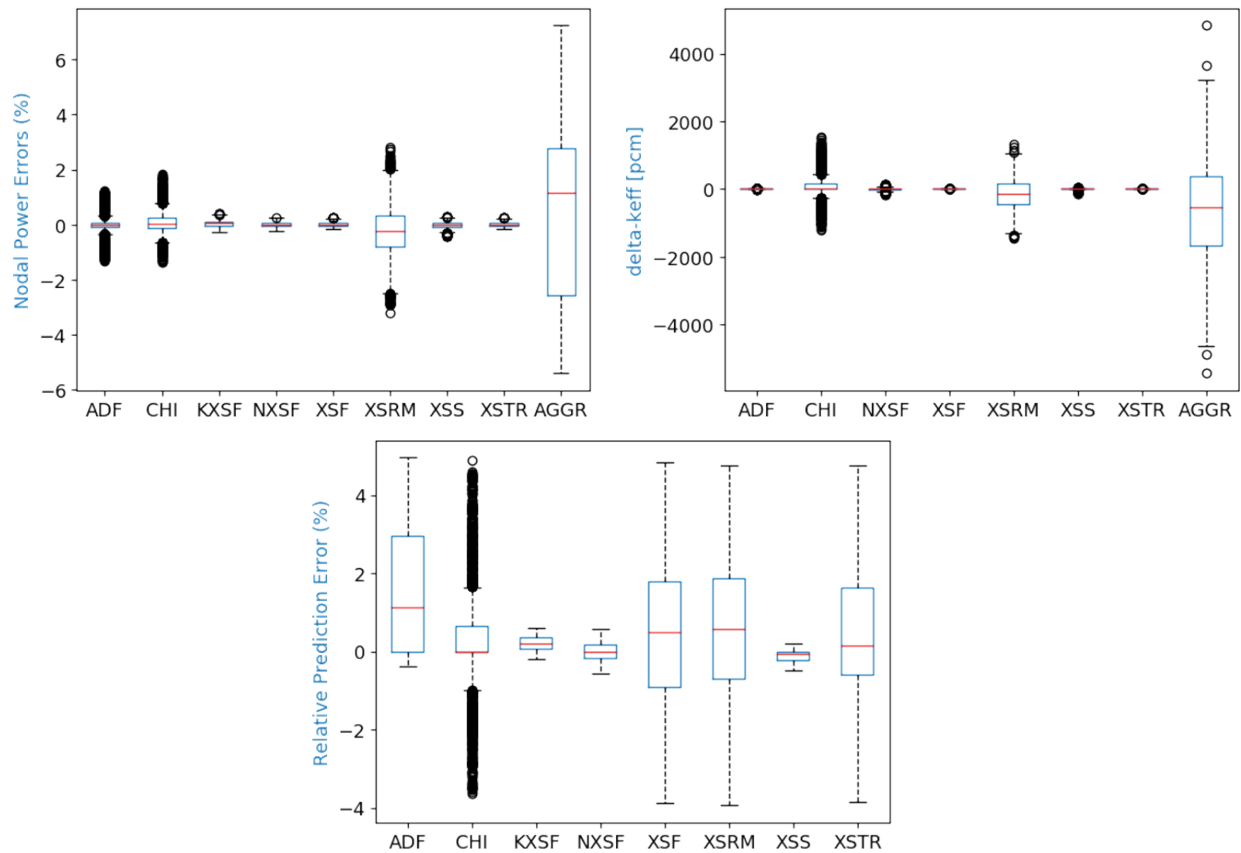 Nodal Power Errors (%)
6
4
2
0
−2
−4
−6
ADF CHI KXSF NXSF XSF XSRM XSS XSTR AGGR
delta-keff [pcm]
4000
2000
0
−2000
−4000
ADF CHI NXSF XSF XSRM XSS XSTR AGGR
Relative Prediction Error (%)
4
2
0
−2
−4
ADF CHI KXSF NXSF XSF XSRM XSS XSTR